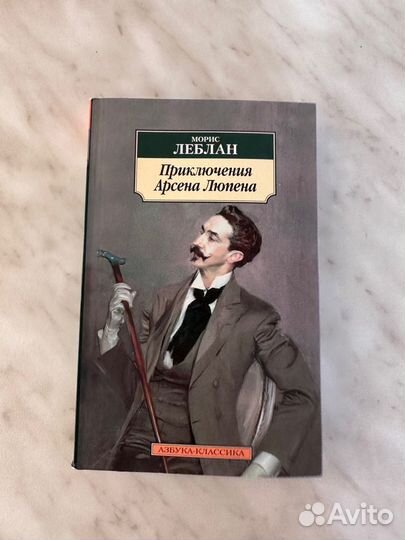 МОРИС
ЛЕБЛАН
Приключения
Арсена Люпена
АЗБУКА-КЛАССИКА
Avito